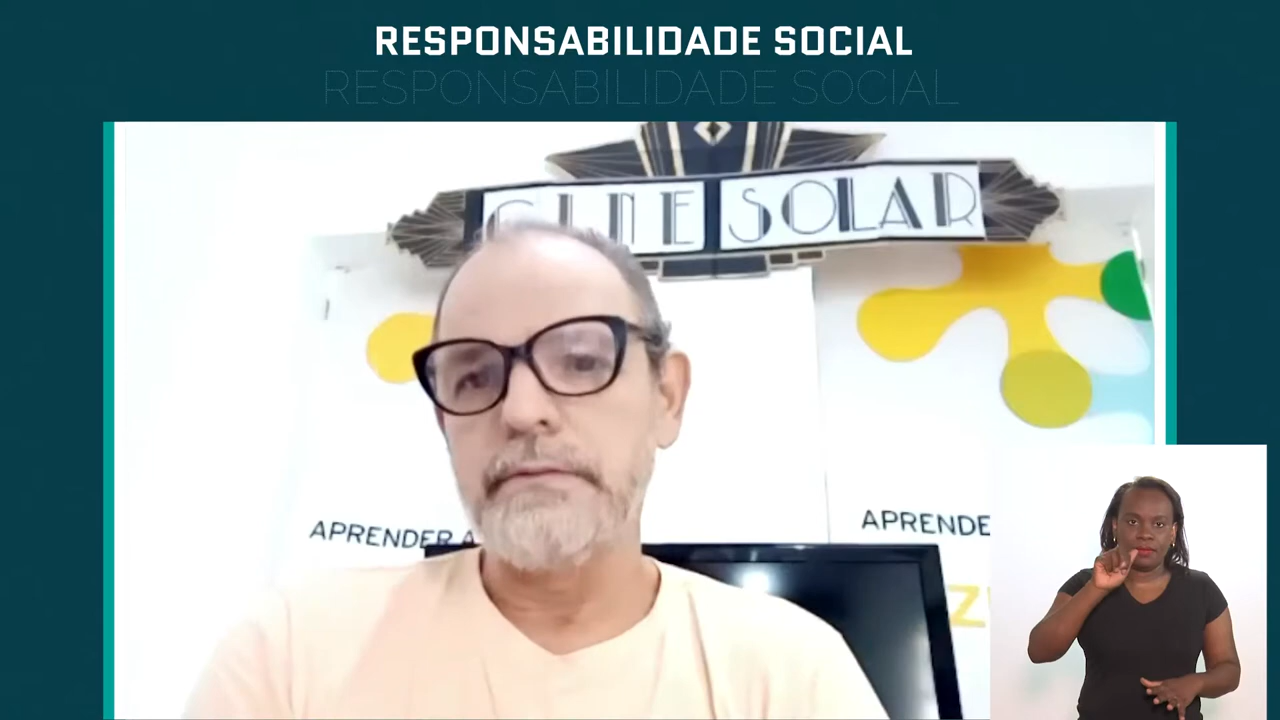 RESPONSABILIDADE SOCIAL
RESPONSABILIDADE SOCIAL
CINE SOLAR
APRENDER A
APRENDE
Z